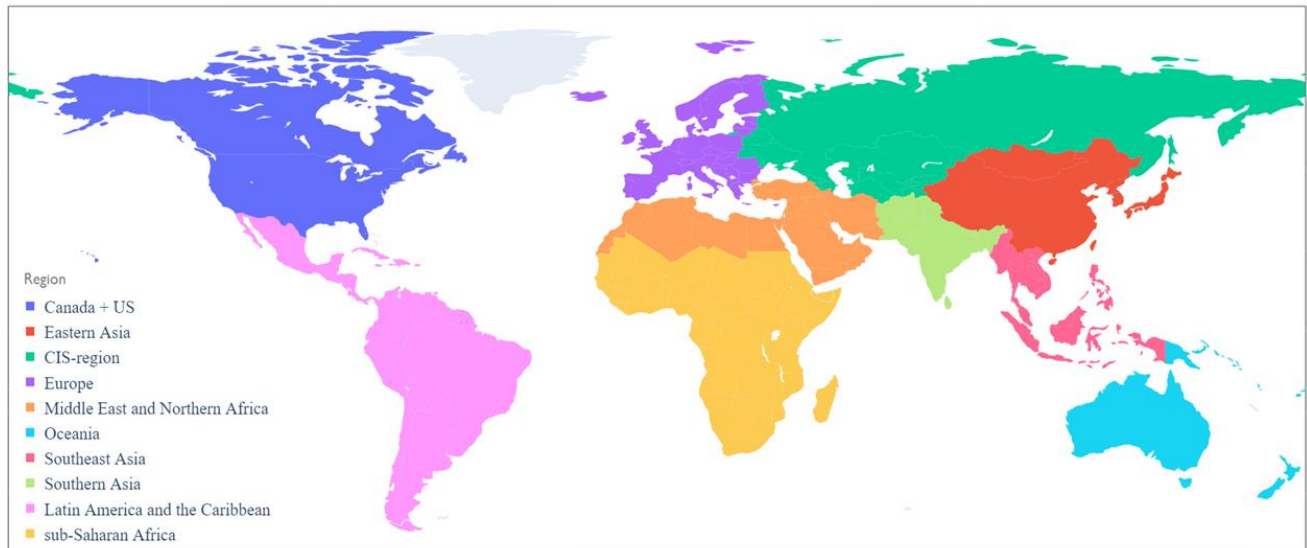 Region
Canada + US
Eastern Asia
CIS-region
Europe
Middle East and Northern Africa
Oceania
Southeast Asia
Southern Asia
Latin America and the Caribbean
sub-Saharan Africa